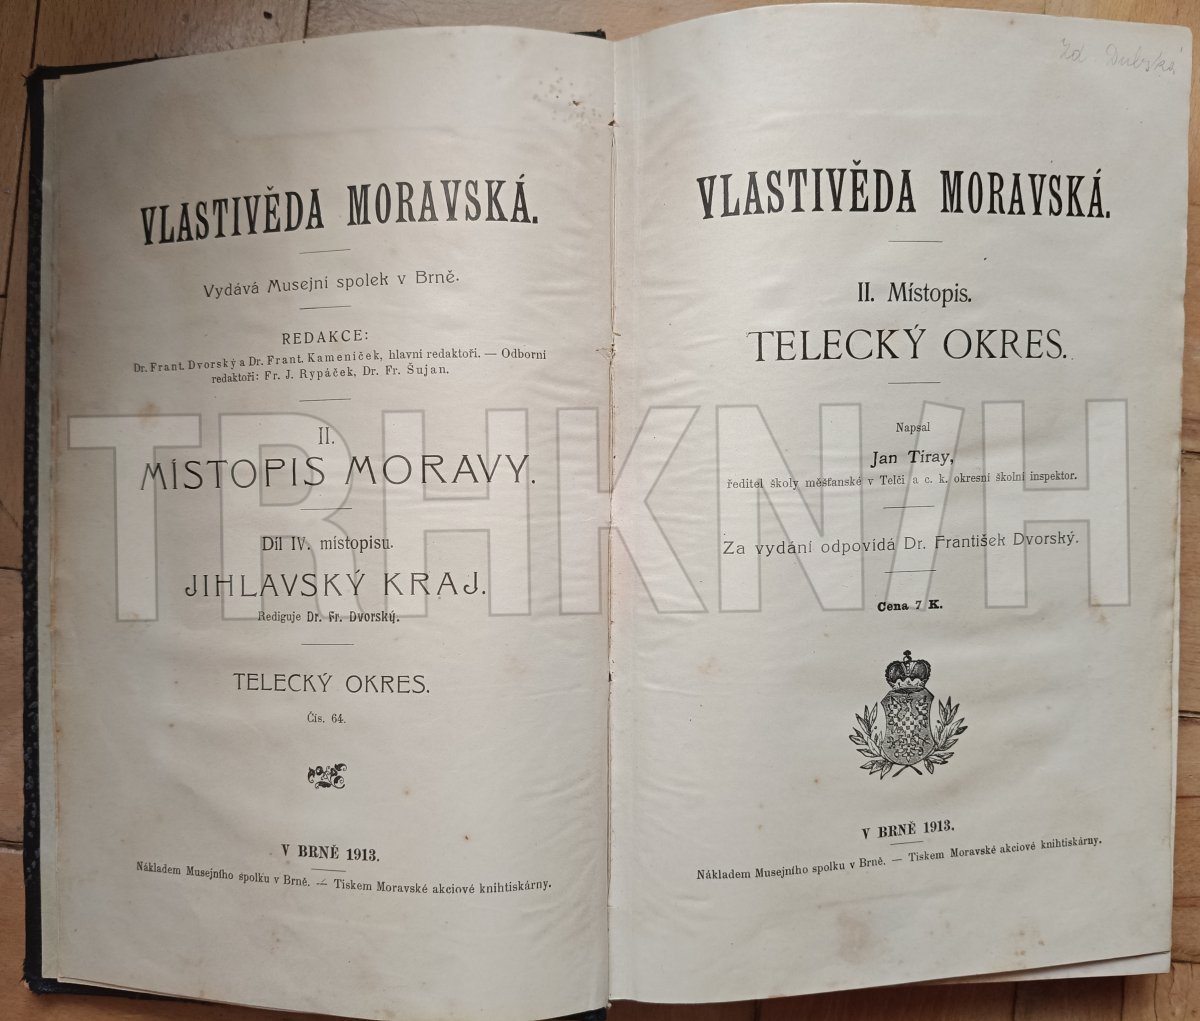 VLASTIVĚDA MORAVSKÁ.
Vydává Musejní spolek v Brně.
REDAKCE:
Dr. Frant. Dvorský a Dr. Frant. Kameníček, hlavní redaktoři. — Odborní
redaktoři: Fr. J. Rypáček, Dr. Fr. Šujan.
II.
MÍSTOPIS MORAVY.
Díl IV. místopisu.
JIHLAVSKÝ KRAJ.
Rediguje Dr. Fr. Dvorský.
TELECKÝ OKRES.
Čís. 64.
V BRNĚ 1913.
Nákladem Musejního spolku v Brně. — Tiskem Moravské akciové knihtiskárny.
Zd. Dubská
VLASTIVĚDA MORAVSKÁ.
II. Místopis.
TELECKÝ OKRES.
Napsal
Jan Tiray,
ředitel školy měšťanské v Telči a c. k. okresní školní inspektor.
Za vydání odpovídá Dr. František Dvorský.
Cena 7 K.
V BRNĚ 1913.
Nákladem Musejního spolku v Brně. — Tiskem Moravské akciové knihtiskárny.
TRHKN/H